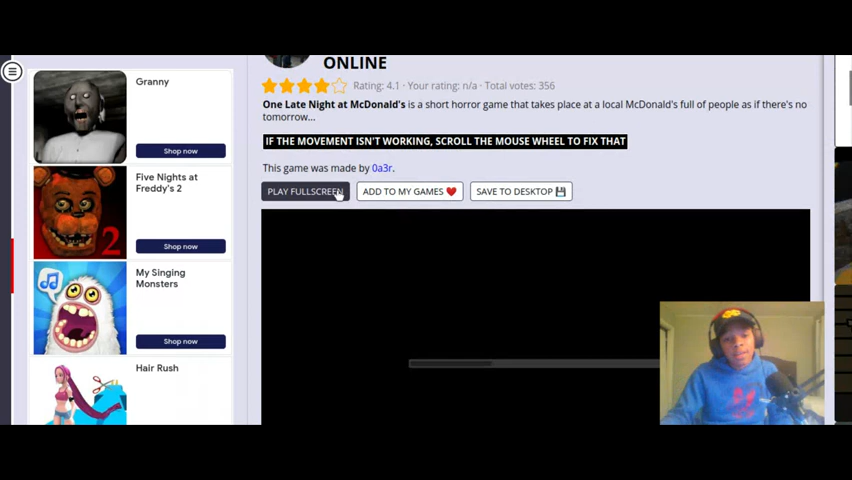 ONLINE
Rating: 4.1 · Your rating: n/a · Total votes: 356
One Late Night at McDonald's is a short horror game that takes place at a local McDonald's full of people as if there's no
tomorrow...
IF THE MOVEMENT ISN'T WORKING, SCROLL THE MOUSE WHEEL TO FIX THAT
This game was made by 0a3r.
PLAY FULLSCREEN
ADD TO MY GAMES ❤️
SAVE TO DESKTOP 💾
Granny
Shop now
Five Nights at
Freddy's 2
2
Shop now
My Singing
Monsters
Shop now
Hair Rush